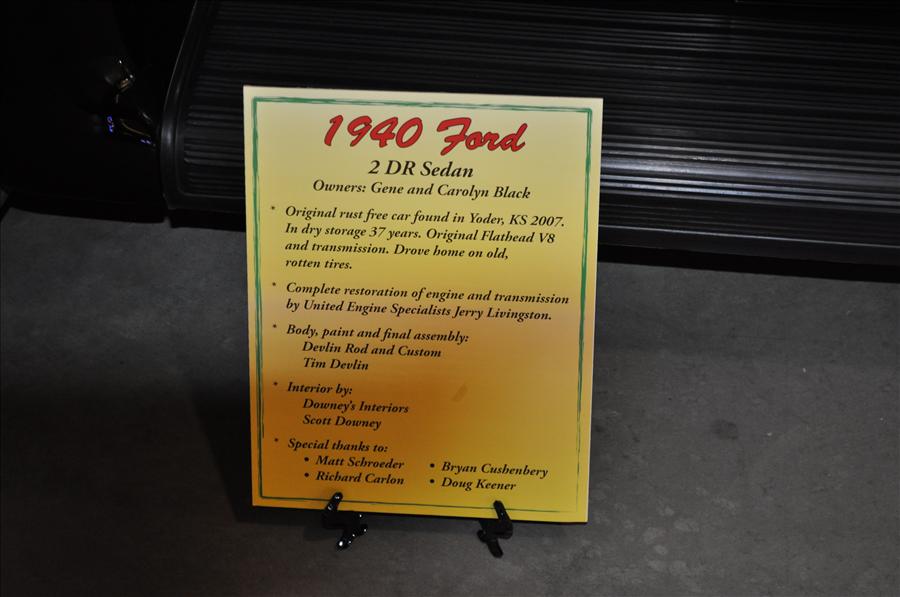 1940 Ford
2 DR Sedan
Owners: Gene and Carolyn Black
* Original rust free car found in Yoder, KS 2007.
In dry storage 37 years. Original Flathead V8
and transmission. Drove home on old,
rotten tires.
* Complete restoration of engine and transmission
by United Engine Specialists Jerry Livingston.
* Body, paint and final assembly:
Devlin Rod and Custom
Tim Devlin
* Interior by:
Downey's Interiors
Scott Downey
* Special thanks to:
• Matt Schroeder
• Richard Carlon
• Bryan Cushenbery
• Doug Keener